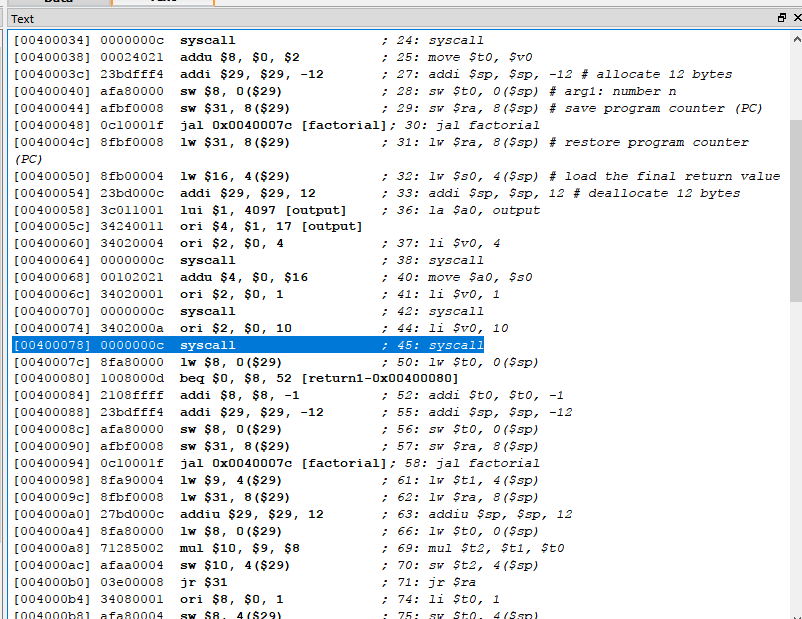 Text
[00400034] 0000000c syscall ; 24: syscall
[00400038] 00024021 addu $8, $0, $2 ; 25: move $t0, $v0
[0040003c] 23bdfff4 addi $29, $29, -12 ; 27: addi $sp, $sp, -12 # allocate 12 bytes
[00400040] afa80000 sw $8, 0($29) ; 28: sw $t0, 0($sp) # arg1: number n
[00400044] afbf0008 sw $31, 8($29) ; 29: sw $ra, 8($sp) # save program counter (PC)
[00400048] 0c10001f jal 0x0040007c [factorial]; 30: jal factorial
[0040004c] 8fbf0008 lw $31, 8($29) ; 31: lw $ra, 8($sp) # restore program counter
(PC)
[00400050] 8fb00004 lw $16, 4($29) ; 32: lw $s0, 4($sp) # load the final return value
[00400054] 23bd000c addi $29, $29, 12 ; 33: addi $sp, $sp, 12 # deallocate 12 bytes
[00400058] 3c011001 lui $1, 4097 [output] ; 36: la $a0, output
[0040005c] 34240011 ori $4, $1, 17 [output]
[00400060] 34020004 ori $2, $0, 4 ; 37: li $v0, 4
[00400064] 0000000c syscall ; 38: syscall
[00400068] 00102021 addu $4, $0, $16 ; 40: move $a0, $s0
[0040006c] 34020001 ori $2, $0, 1 ; 41: li $v0, 1
[00400070] 0000000c syscall ; 42: syscall
[00400074] 3402000a ori $2, $0, 10 ; 44: li $v0, 10
[00400078] 0000000c syscall ; 45: syscall
[0040007c] 8fa80000 lw $8, 0($29) ; 50: lw $t0, 0($sp)
[00400080] 1008000d beq $0, $8, 52 [return1-0x00400080]
[00400084] 2108ffff addi $8, $8, -1 ; 52: addi $t0, $t0, -1
[00400088] 23bdfff4 addi $29, $29, -12 ; 55: addi $sp, $sp, -12
[0040008c] afa80000 sw $8, 0($29) ; 56: sw $t0, 0($sp)
[00400090] afbf0008 sw $31, 8($29) ; 57: sw $ra, 8($sp)
[00400094] 0c10001f jal 0x0040007c [factorial]; 58: jal factorial
[00400098] 8fa90004 lw $9, 4($29) ; 61: lw $t1, 4($sp)
[0040009c] 8fbf0008 lw $31, 8($29) ; 62: lw $ra, 8($sp)
[004000a0] 27bd000c addiu $29, $29, 12 ; 63: addiu $sp, $sp, 12
[004000a4] 8fa80000 lw $8, 0($29) ; 66: lw $t0, 0($sp)
[004000a8] 71285002 mul $10, $9, $8 ; 69: mul $t2, $t1, $t0
[004000ac] afaa0004 sw $10, 4($29) ; 70: sw $t2, 4($sp)
[004000b0] 03e00008 jr $31 ; 71: jr $ra
[004000b4] 34080001 ori $8, $0, 1 ; 74: li $t0, 1
[004000b8] afa80004 sw $8, 4($29) ; 75: sw $t0, 4($sp)